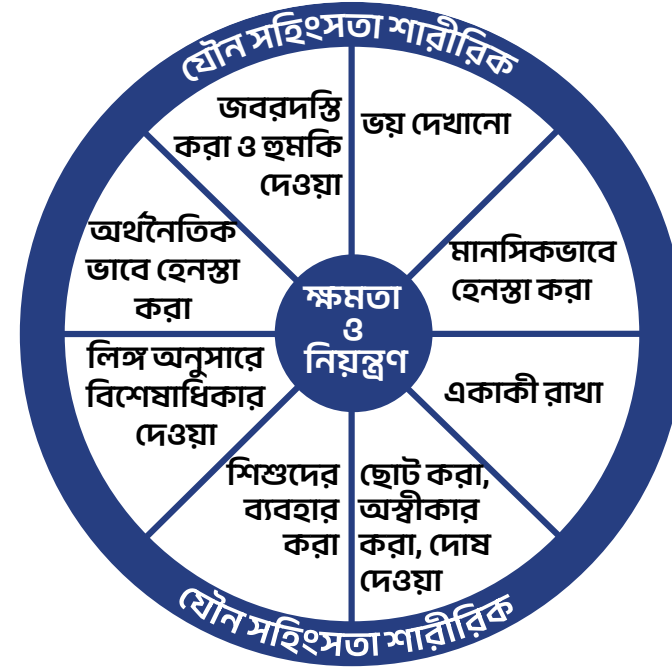 যৌন সহিংসতা শারীরিক
ভয় দেখানো
মানসিকভাবে
হেনস্তা করা
একাকী রাখা
ছোট করা,
অস্বীকার
করা, দোষ
দেওয়া
শিশুদের
ব্যবহার
করা
লিঙ্গ অনুসারে
বিশেষাধিকার
দেওয়া
অর্থনৈতিক
ভাবে হেনস্তা
করা
জবরদস্তি
করা ও হুমকি
দেওয়া
ক্ষমতা
ও
নিয়ন্ত্রণ
যৌন সহিংসতা শারীরিক